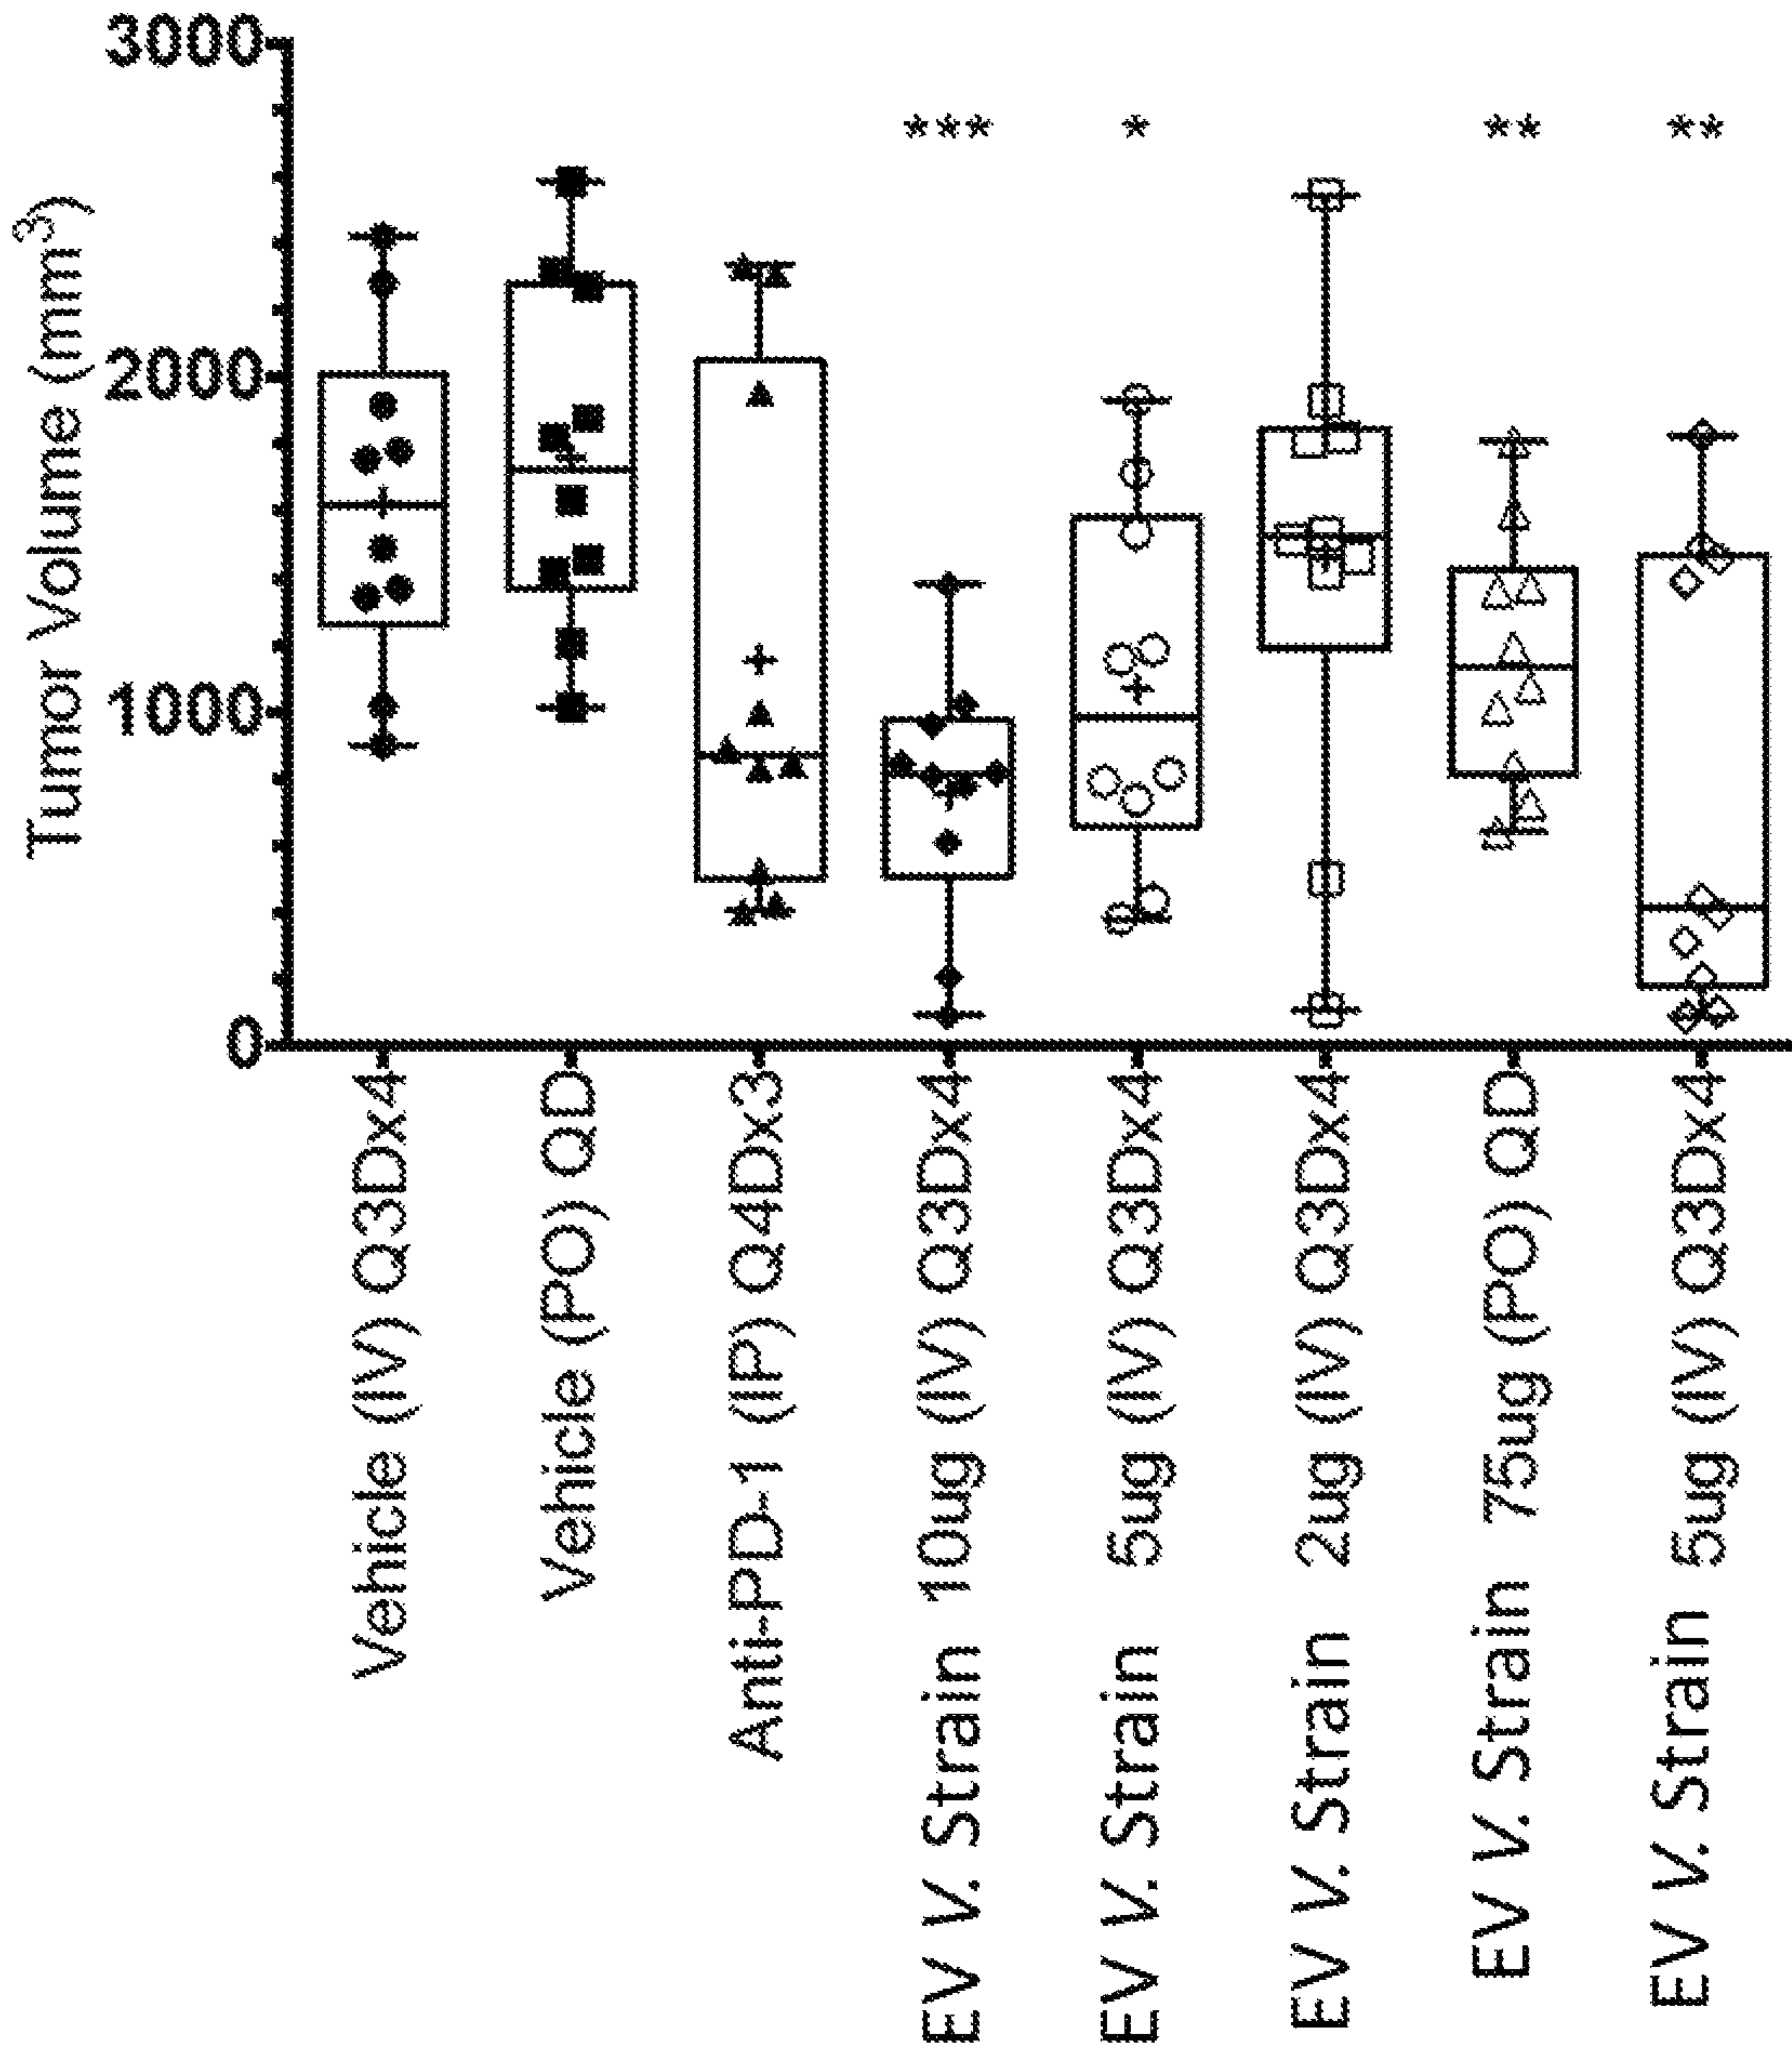 Tumor Volume (mm³)
3000
2000
1000
0
***
*
**
**
Vehicle (IV) Q3Dx4
Vehicle (PO) QD
Anti-PD-1 (IP) Q4Dx3
EV V. Strain 10ug (IV) Q3Dx4
EV V. Strain 5ug (IV) Q3Dx4
EV V. Strain 2ug (IV) Q3Dx4
EV V. Strain 75ug (PO) QD
EV V. Strain 5ug (IV) Q3Dx4